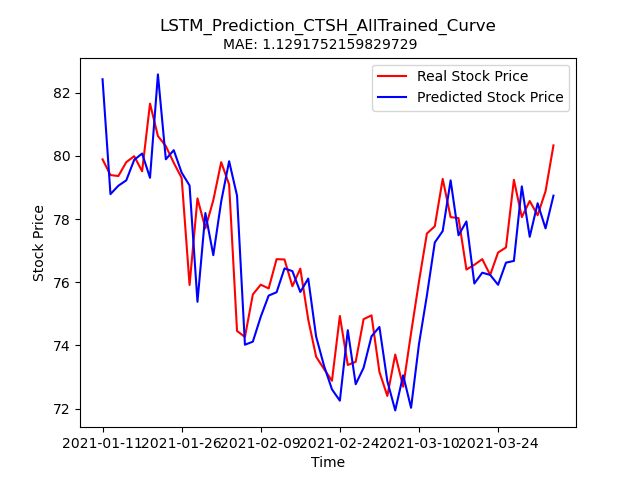 LSTM_Prediction_CTSH_AllTrained_Curve
MAE: 1.1291752159829729
Real Stock Price
Predicted Stock Price
82
80
78
76
74
72
Stock Price
2021-01-11 2021-01-26 2021-02-09 2021-02-24 2021-03-10 2021-03-24
Time